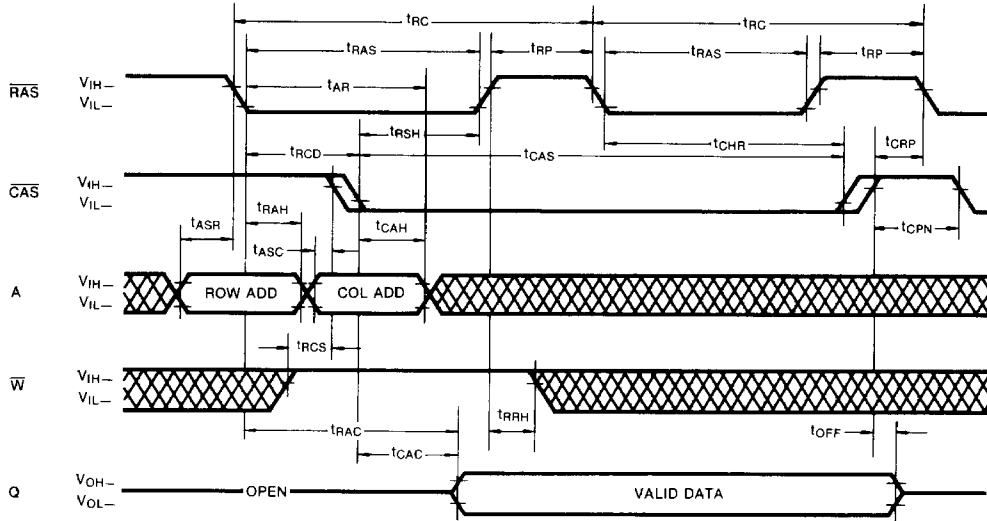 tRC tRC
tRAS tRP tRAS tRP
RAS VIH VIL tAR
tRSH tCHR tCRP
tRCD tCAS
CAS VIH VIL
tASR tRAH tCAH tCPN
tASC
A VIH VIL ROW ADD COL ADD
tRCS
W VIH VIL
tRRH tOFF
tRAC
tCAC
Q VOH VOL OPEN VALID DATA